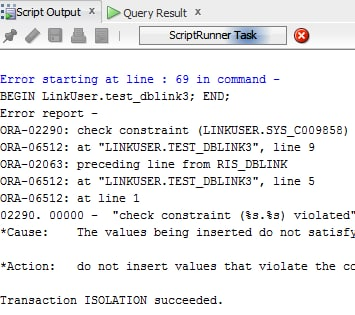 Script Output × Query Result ×
ScriptRunner Task
Error starting at line : 69 in command -
BEGIN LinkUser.test_dblink3; END;
Error report -
ORA-02290: check constraint (LINKUSER.SYS_C009858)
ORA-06512: at "LINKUSER.TEST_DBLINK3", line 9
ORA-02063: preceding line from RIS_DBLINK
ORA-06512: at "LINKUSER.TEST_DBLINK3", line 5
ORA-06512: at line 1
02290. 00000 - "check constraint (%s.%s) violated"
*Cause: The values being inserted do not satisfy
*Action: do not insert values that violate the co
Transaction ISOLATION succeeded.